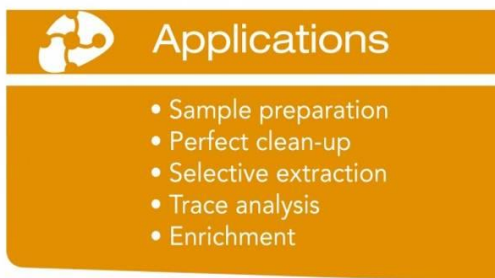 Applications
• Sample preparation
• Perfect clean-up
• Selective extraction
• Trace analysis
• Enrichment